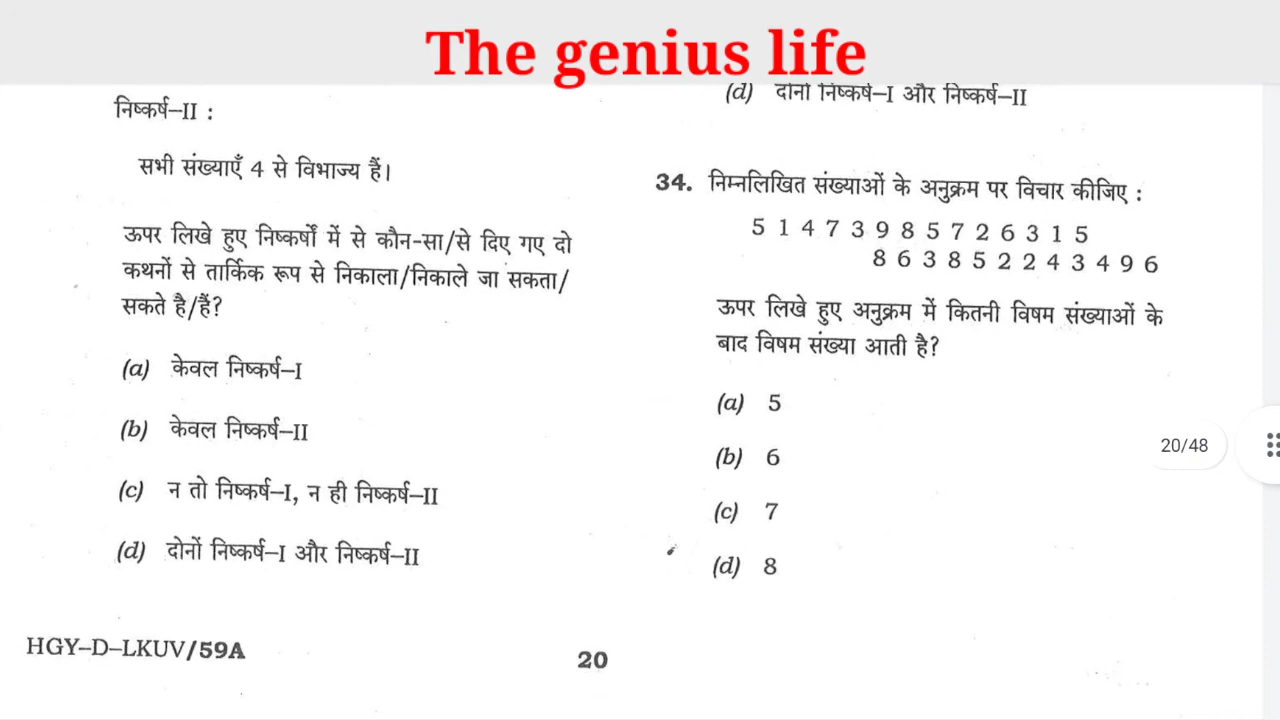 The genius life
निष्कर्ष–II :
सभी संख्याएँ 4 से विभाज्य हैं।
ऊपर लिखे हुए निष्कर्षों में से कौन-सा/से दिए गए दो
कथनों से तार्किक रूप से निकाला/निकाले जा सकता/
सकते है/हैं?
(a) केवल निष्कर्ष–I
(b) केवल निष्कर्ष–II
(c) न तो निष्कर्ष–I, न ही निष्कर्ष–II
(d) दोनों निष्कर्ष–I और निष्कर्ष–II
HGY–D–LKUV/59A
20
(d) दोनों निष्कर्ष–I और निष्कर्ष–II
34. निम्नलिखित संख्याओं के अनुक्रम पर विचार कीजिए :
5 1 4 7 3 9 8 5 7 2 6 3 1 5
8 6 3 8 5 2 2 4 3 4 9 6
ऊपर लिखे हुए अनुक्रम में कितनी विषम संख्याओं के
बाद विषम संख्या आती है?
(a) 5
(b) 6
(c) 7
(d) 8
20/48